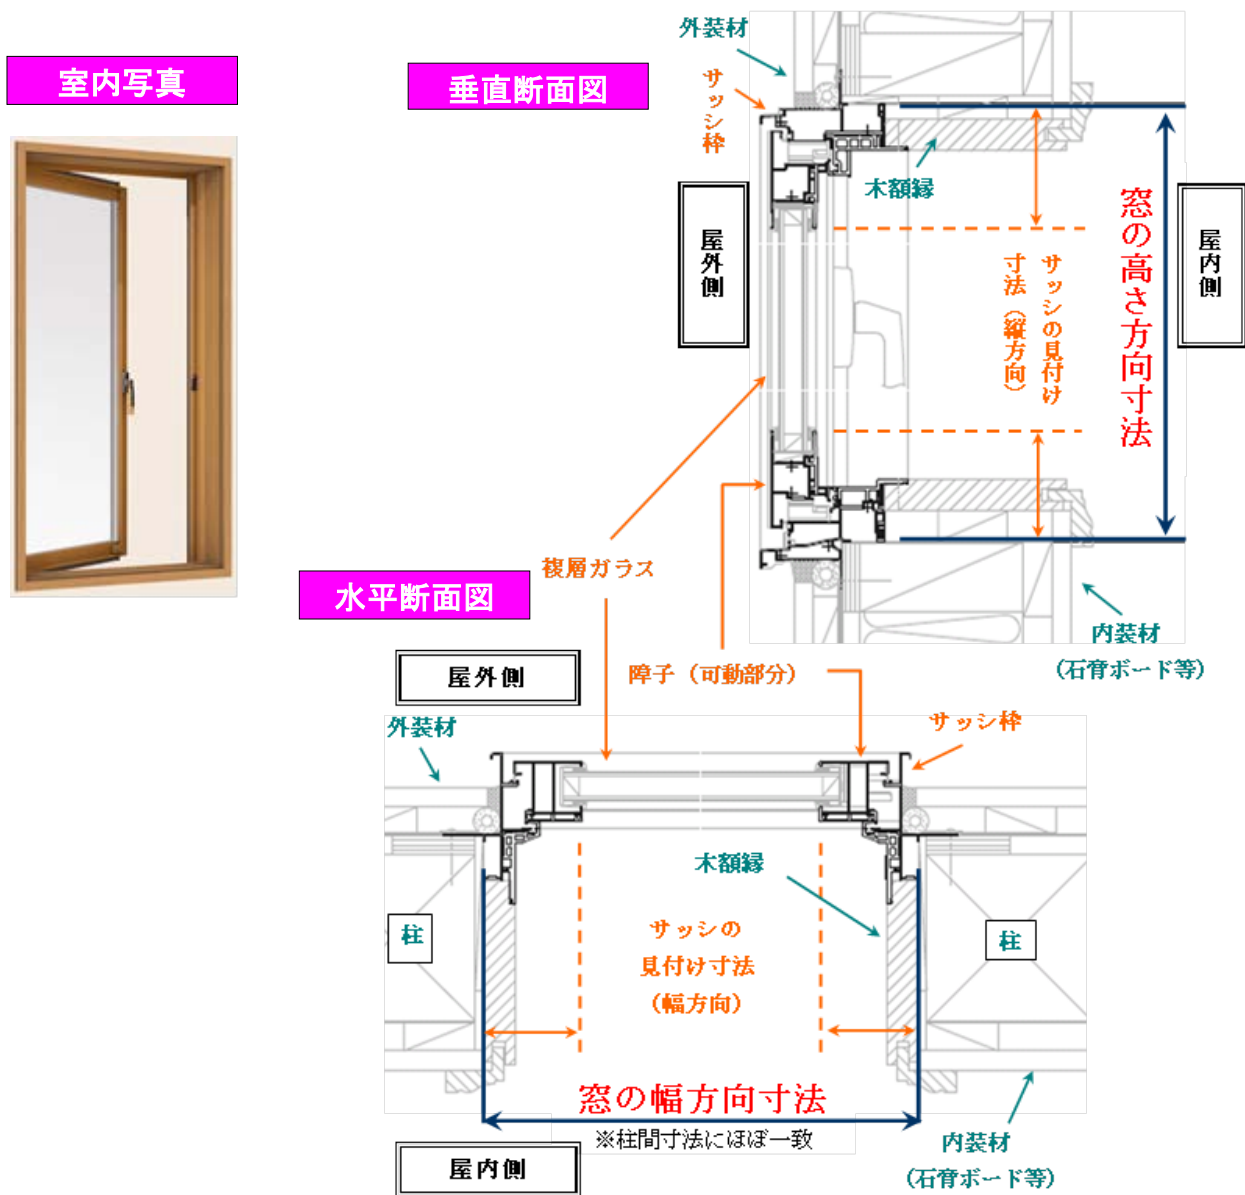 室内写真
垂直断面図
外装材
サッシ枠
木額縁
屋外側
サッシの見付け
寸法（縦方向）
窓の高さ方向寸法
屋内側
複層ガラス
内装材
（石膏ボード等）
障子（可動部分）
水平断面図
屋外側
外装材
サッシ枠
木額縁
柱
サッシの
見付け寸法
（幅方向）
柱
窓の幅方向寸法
※柱間寸法にほぼ一致
屋内側
内装材
（石膏ボード等）